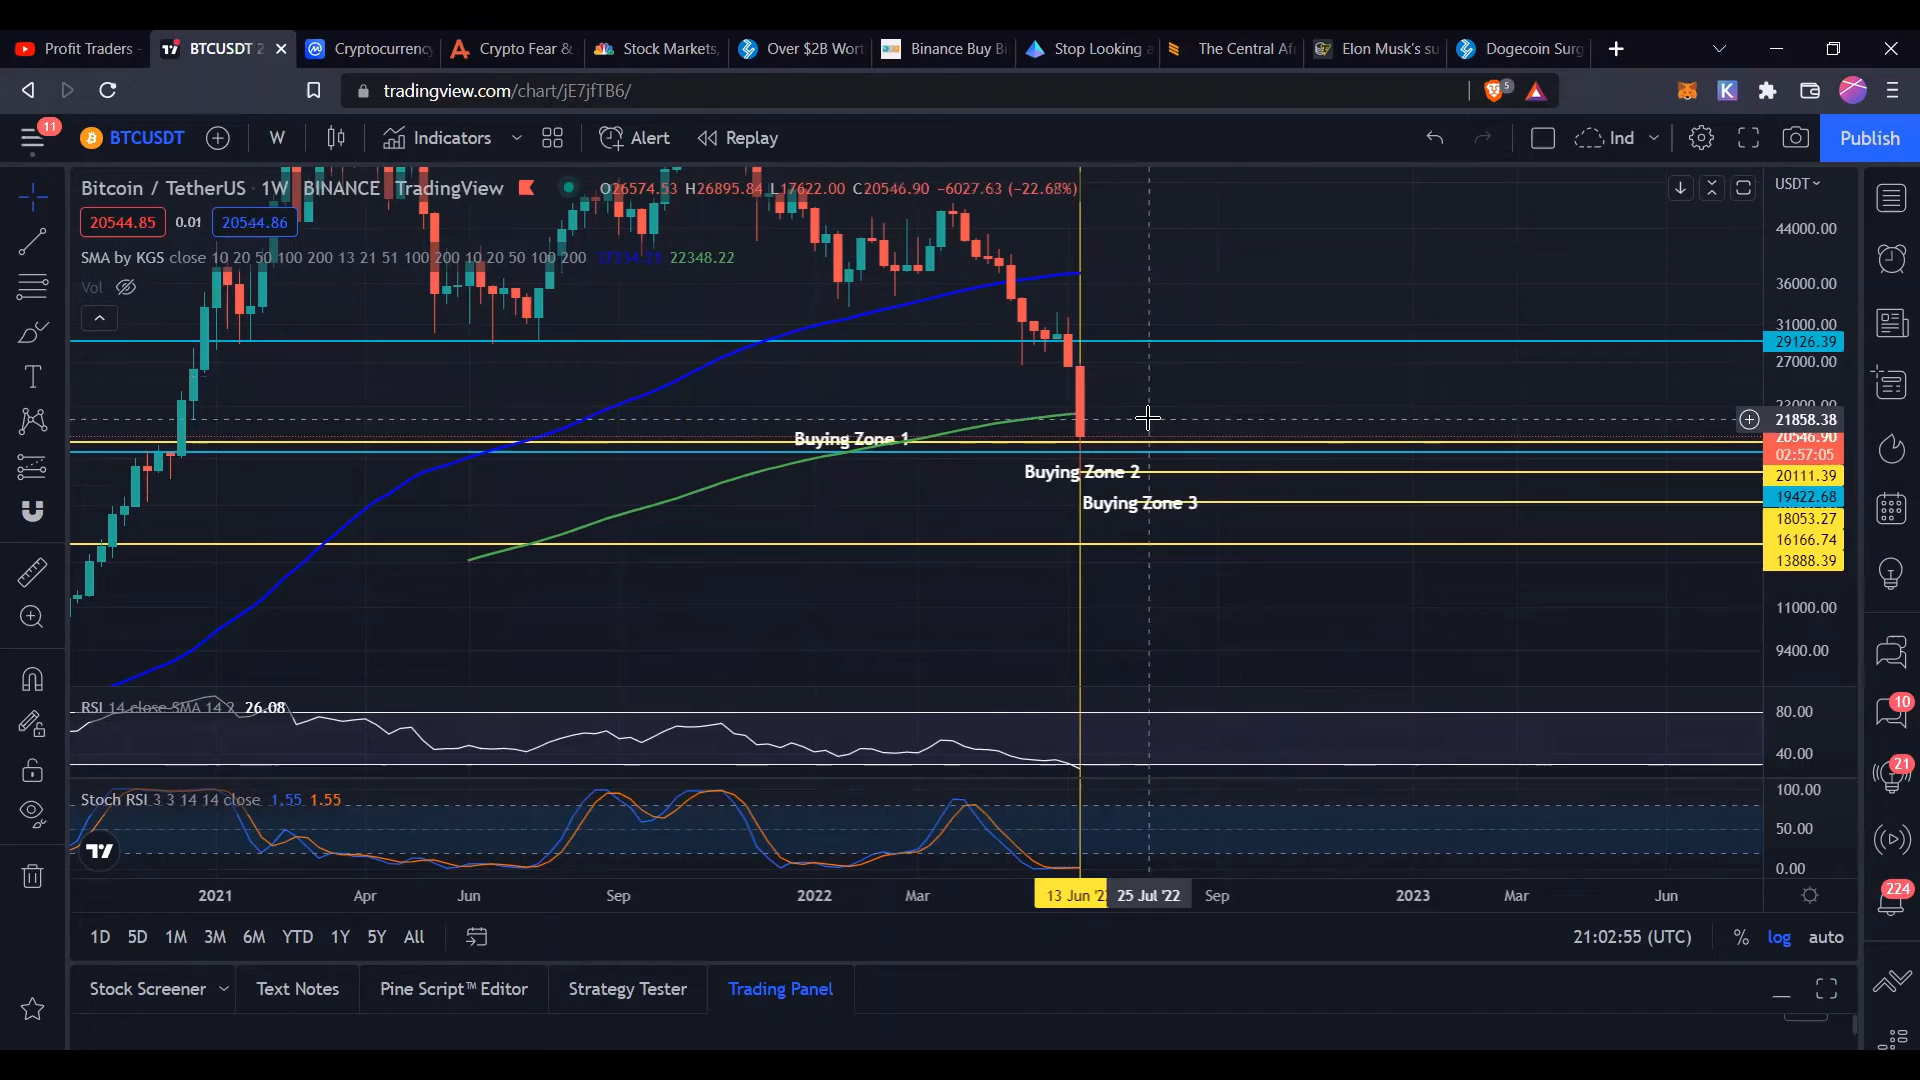 Profit Traders
BTCUSDT 2
Cryptocurrency
Crypto Fear &
Stock Markets,
Over $2B Wort
Binance Buy Bi
Stop Looking a
The Central Af
Elon Musk's su
Dogecoin Surg
tradingview.com/chart/jE7jfTB6/
5
11
BTCUSDT
W
Indicators
Alert
Replay
Ind
Publish
Bitcoin / TetherUS · 1W · BINANCE · TradingView
O26574.53 H26895.84 L17622.00 C20546.90 −6027.63 (−22.68%)
USDT
20544.85
0.01
20544.86
SMA by KGS close 10 20 50 100 200 13 21 51 100 200 10 20 50 100 200
22348.22
Vol
44000.00
36000.00
31000.00
29126.39
27000.00
21858.38
20546.90
02:57:05
20111.39
19422.68
18053.27
16166.74
13888.39
11000.00
9400.00
Buying Zone 1
Buying Zone 2
Buying Zone 3
RSI 14 close SMA 14 2 26.08
80.00
40.00
Stoch RSI 3 3 14 14 close 1.55 1.55
100.00
50.00
0.00
2021
Apr
Jun
Sep
2022
Mar
13 Jun '2
25 Jul '22
Sep
2023
Mar
Jun
1D
5D
1M
3M
6M
YTD
1Y
5Y
All
21:02:55 (UTC)
%
log
auto
Stock Screener
Text Notes
Pine Script™ Editor
Strategy Tester
Trading Panel
10
21
224